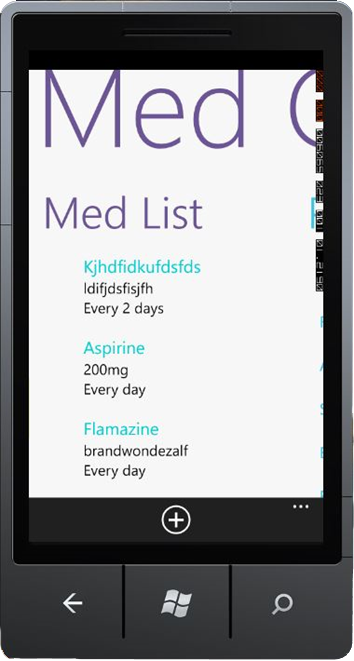 Med
Med List
Kjhdfidkufdsfds
ldifjdsfisjfh
Every 2 days
Aspirine
200mg
Every day
Flamazine
brandwondezalf
Every day